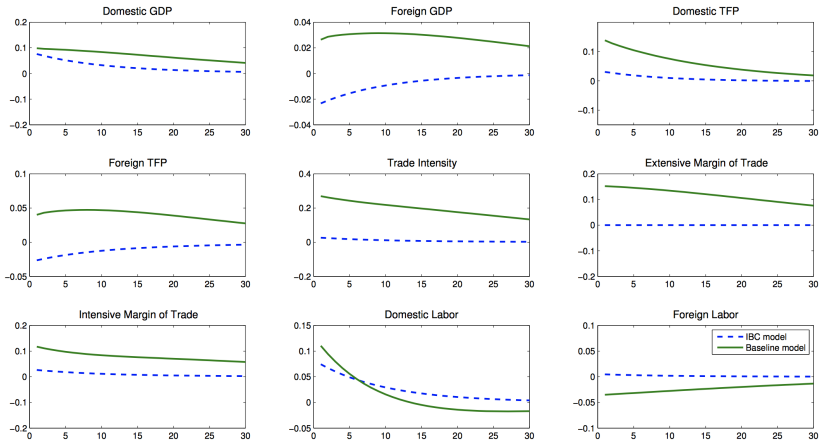 Domestic GDP
0.2
0.1
0
-0.1
-0.2
0 5 10 15 20 25 30
Foreign GDP
0.04
0.02
0
-0.02
-0.04
0 5 10 15 20 25 30
Domestic TFP
0.1
0
-0.1
0 5 10 15 20 25 30
Foreign TFP
0.1
0.05
0
-0.05
0 5 10 15 20 25 30
Trade Intensity
0.4
0.2
0
-0.2
0 5 10 15 20 25 30
Extensive Margin of Trade
0.2
0.1
0
-0.1
-0.2
0 5 10 15 20 25 30
Intensive Margin of Trade
0.2
0.1
0
-0.1
-0.2
0 5 10 15 20 25 30
Domestic Labor
0.15
0.1
0.05
0
-0.05
0 5 10 15 20 25 30
Foreign Labor
0.1
0.05
0
-0.05
-0.1
0 5 10 15 20 25 30
IBC model
Baseline model